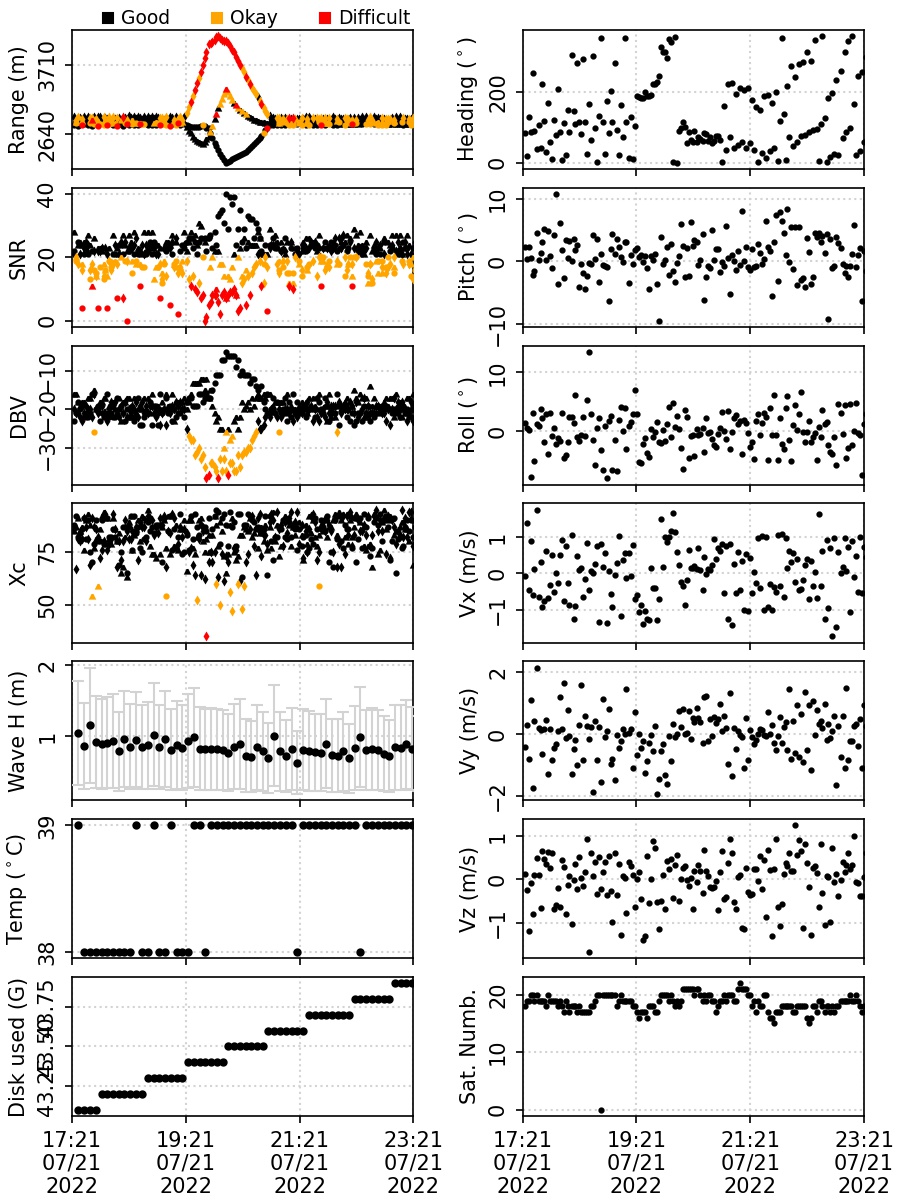 Good Okay Difficult
Range (m)
3710
2640
Heading (°)
200
0
SNR
40
20
0
Pitch (°)
10
0
−10
DBV
−10
−20
−30
Roll (°)
10
0
Xc
75
50
Vx (m/s)
1
0
−1
Wave H (m)
2
1
Vy (m/s)
2
0
−2
Temp (°C)
39
38
Vz (m/s)
1
0
−1
Disk used (G)
43.75
43.50
43.25
Sat. Numb.
20
10
0
17:21 19:21 21:21 23:21 17:21 19:21 21:21 23:21
07/21 07/21 07/21 07/21 07/21 07/21 07/21 07/21
2022 2022 2022 2022 2022 2022 2022 2022